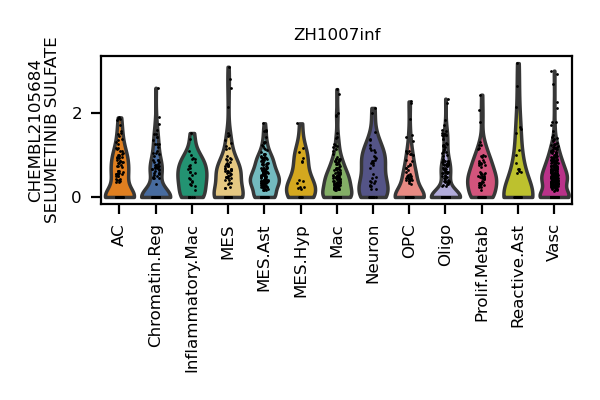 ZH1007inf
CHEMBL2105684
SELUMETINIB SULFATE
2
0
AC
Chromatin.Reg
Inflammatory.Mac
MES
MES.Ast
MES.Hyp
Mac
Neuron
OPC
Oligo
Prolif.Metab
Reactive.Ast
Vasc